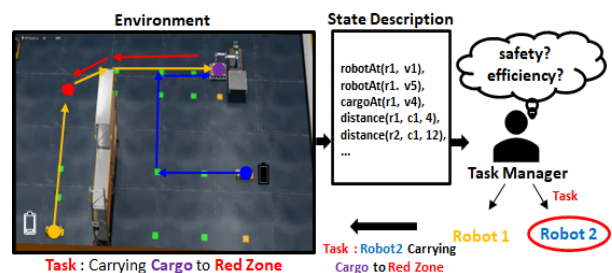 Environment
State Description
safety?
efficiency?
robotAt(r1, v1),
robotAt(r1. v5),
cargoAt(r1, v4),
distance(r1, c1, 4),
distance(r2, c1, 12),
...
Task Manager
Task
Robot 1
Robot 2
Task : Robot2 Carrying
Cargo to Red Zone
Task : Carrying Cargo to Red Zone